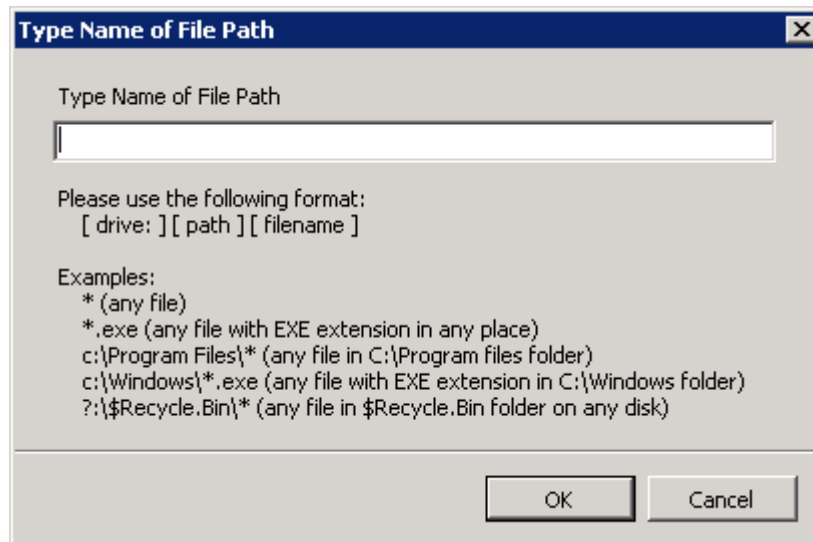 Type Name of File Path
Type Name of File Path
Please use the following format:
[ drive: ] [ path ] [ filename ]
Examples:
* (any file)
*.exe (any file with EXE extension in any place)
c:\Program Files\* (any file in C:\Program files folder)
c:\Windows\*.exe (any file with EXE extension in C:\Windows folder)
?:\$Recycle.Bin\* (any file in $Recycle.Bin folder on any disk)
OK Cancel